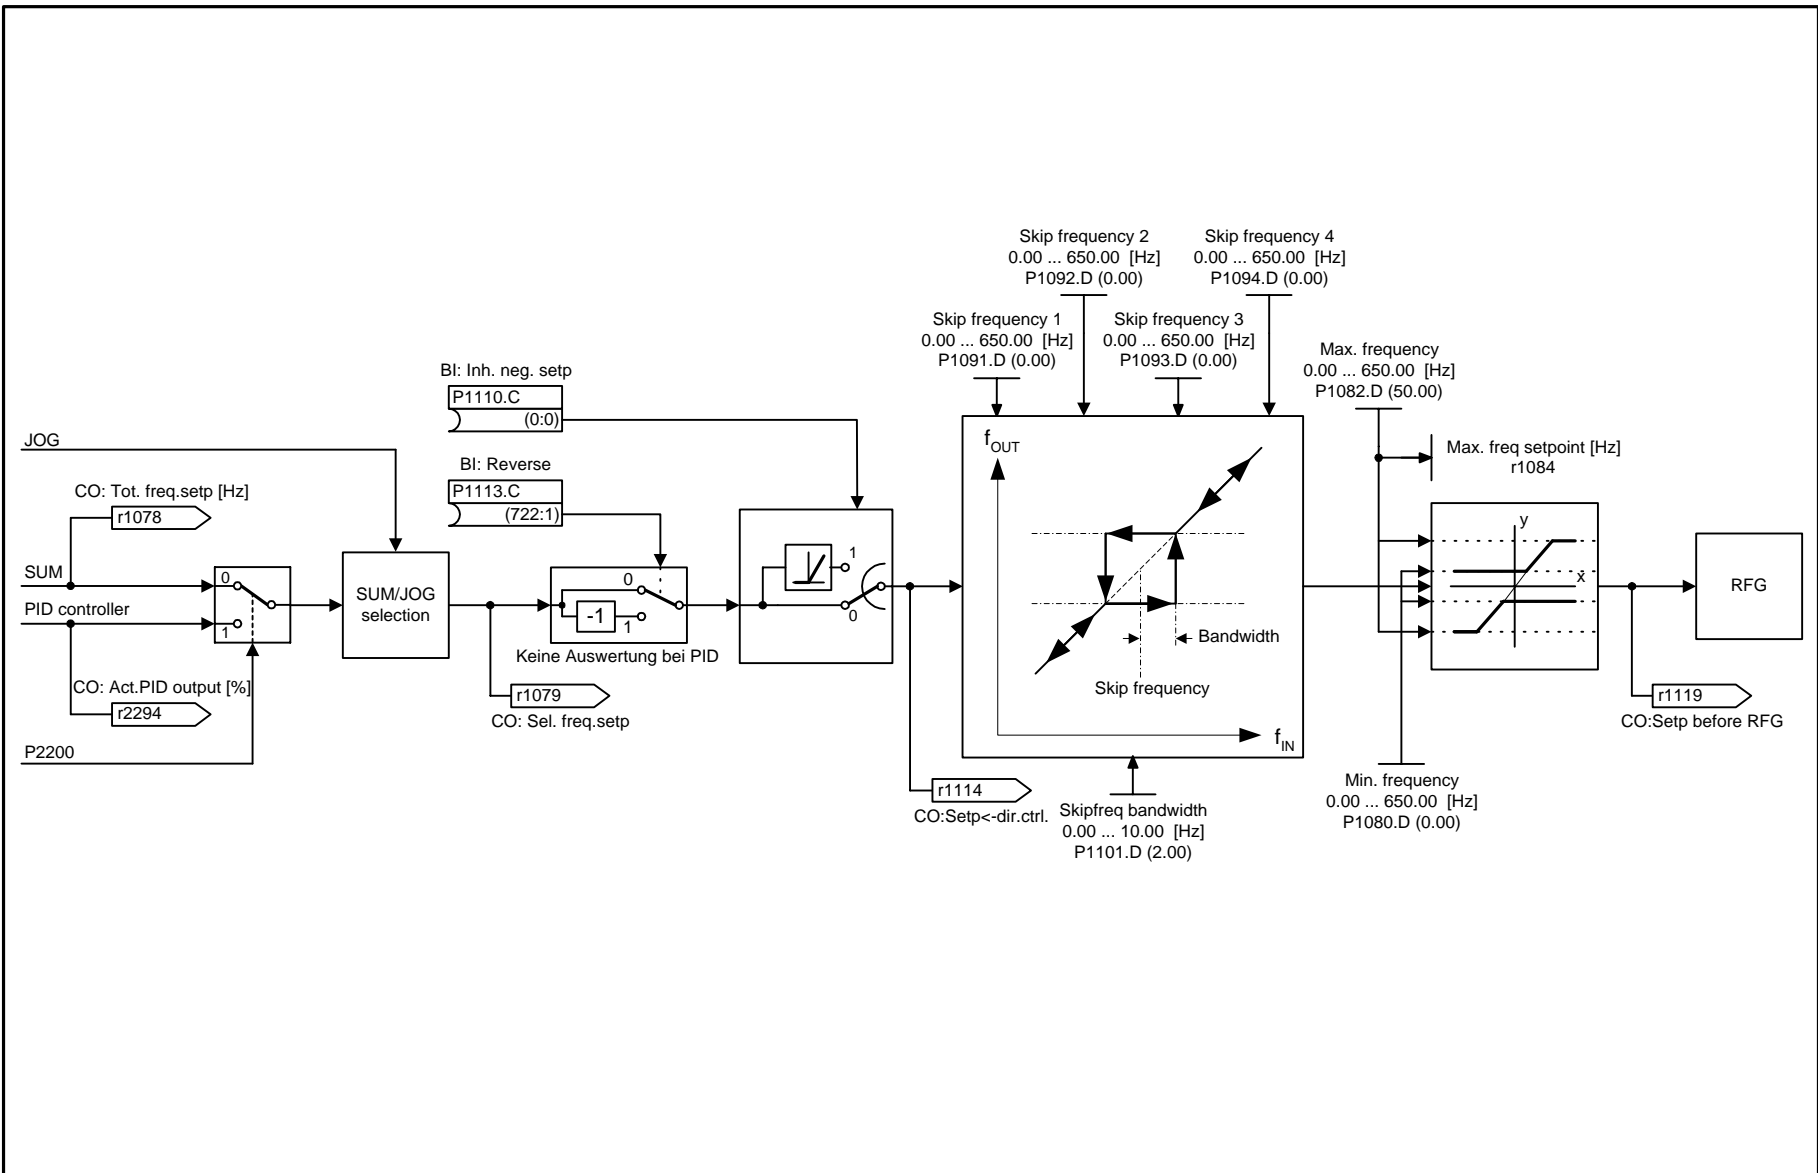 Skip frequency 2
0.00 ... 650.00 [Hz]
P1092.D (0.00)
Skip frequency 4
0.00 ... 650.00 [Hz]
P1094.D (0.00)
Skip frequency 1
0.00 ... 650.00 [Hz]
P1091.D (0.00)
Skip frequency 3
0.00 ... 650.00 [Hz]
P1093.D (0.00)
Max. frequency
0.00 ... 650.00 [Hz]
P1082.D (50.00)
BI: Inh. neg. setp
P1110.C
(0:0)
JOG
BI: Reverse
P1113.C
(722:1)
CO: Tot. freq.setp [Hz]
r1078
SUM
PID controller
0
1
SUM/JOG
selection
0
-1
1
Keine Auswertung bei PID
1
0
fOUT
Bandwidth
Skip frequency
fIN
Max. freq setpoint [Hz]
r1084
y
x
RFG
CO: Act.PID output [%]
r2294
P2200
r1079
CO: Sel. freq.setp
r1114
CO:Setp<-dir.ctrl.
Skipfreq bandwidth
0.00 ... 10.00 [Hz]
P1101.D (2.00)
r1119
CO:Setp before RFG
Min. frequency
0.00 ... 650.00 [Hz]
P1080.D (0.00)